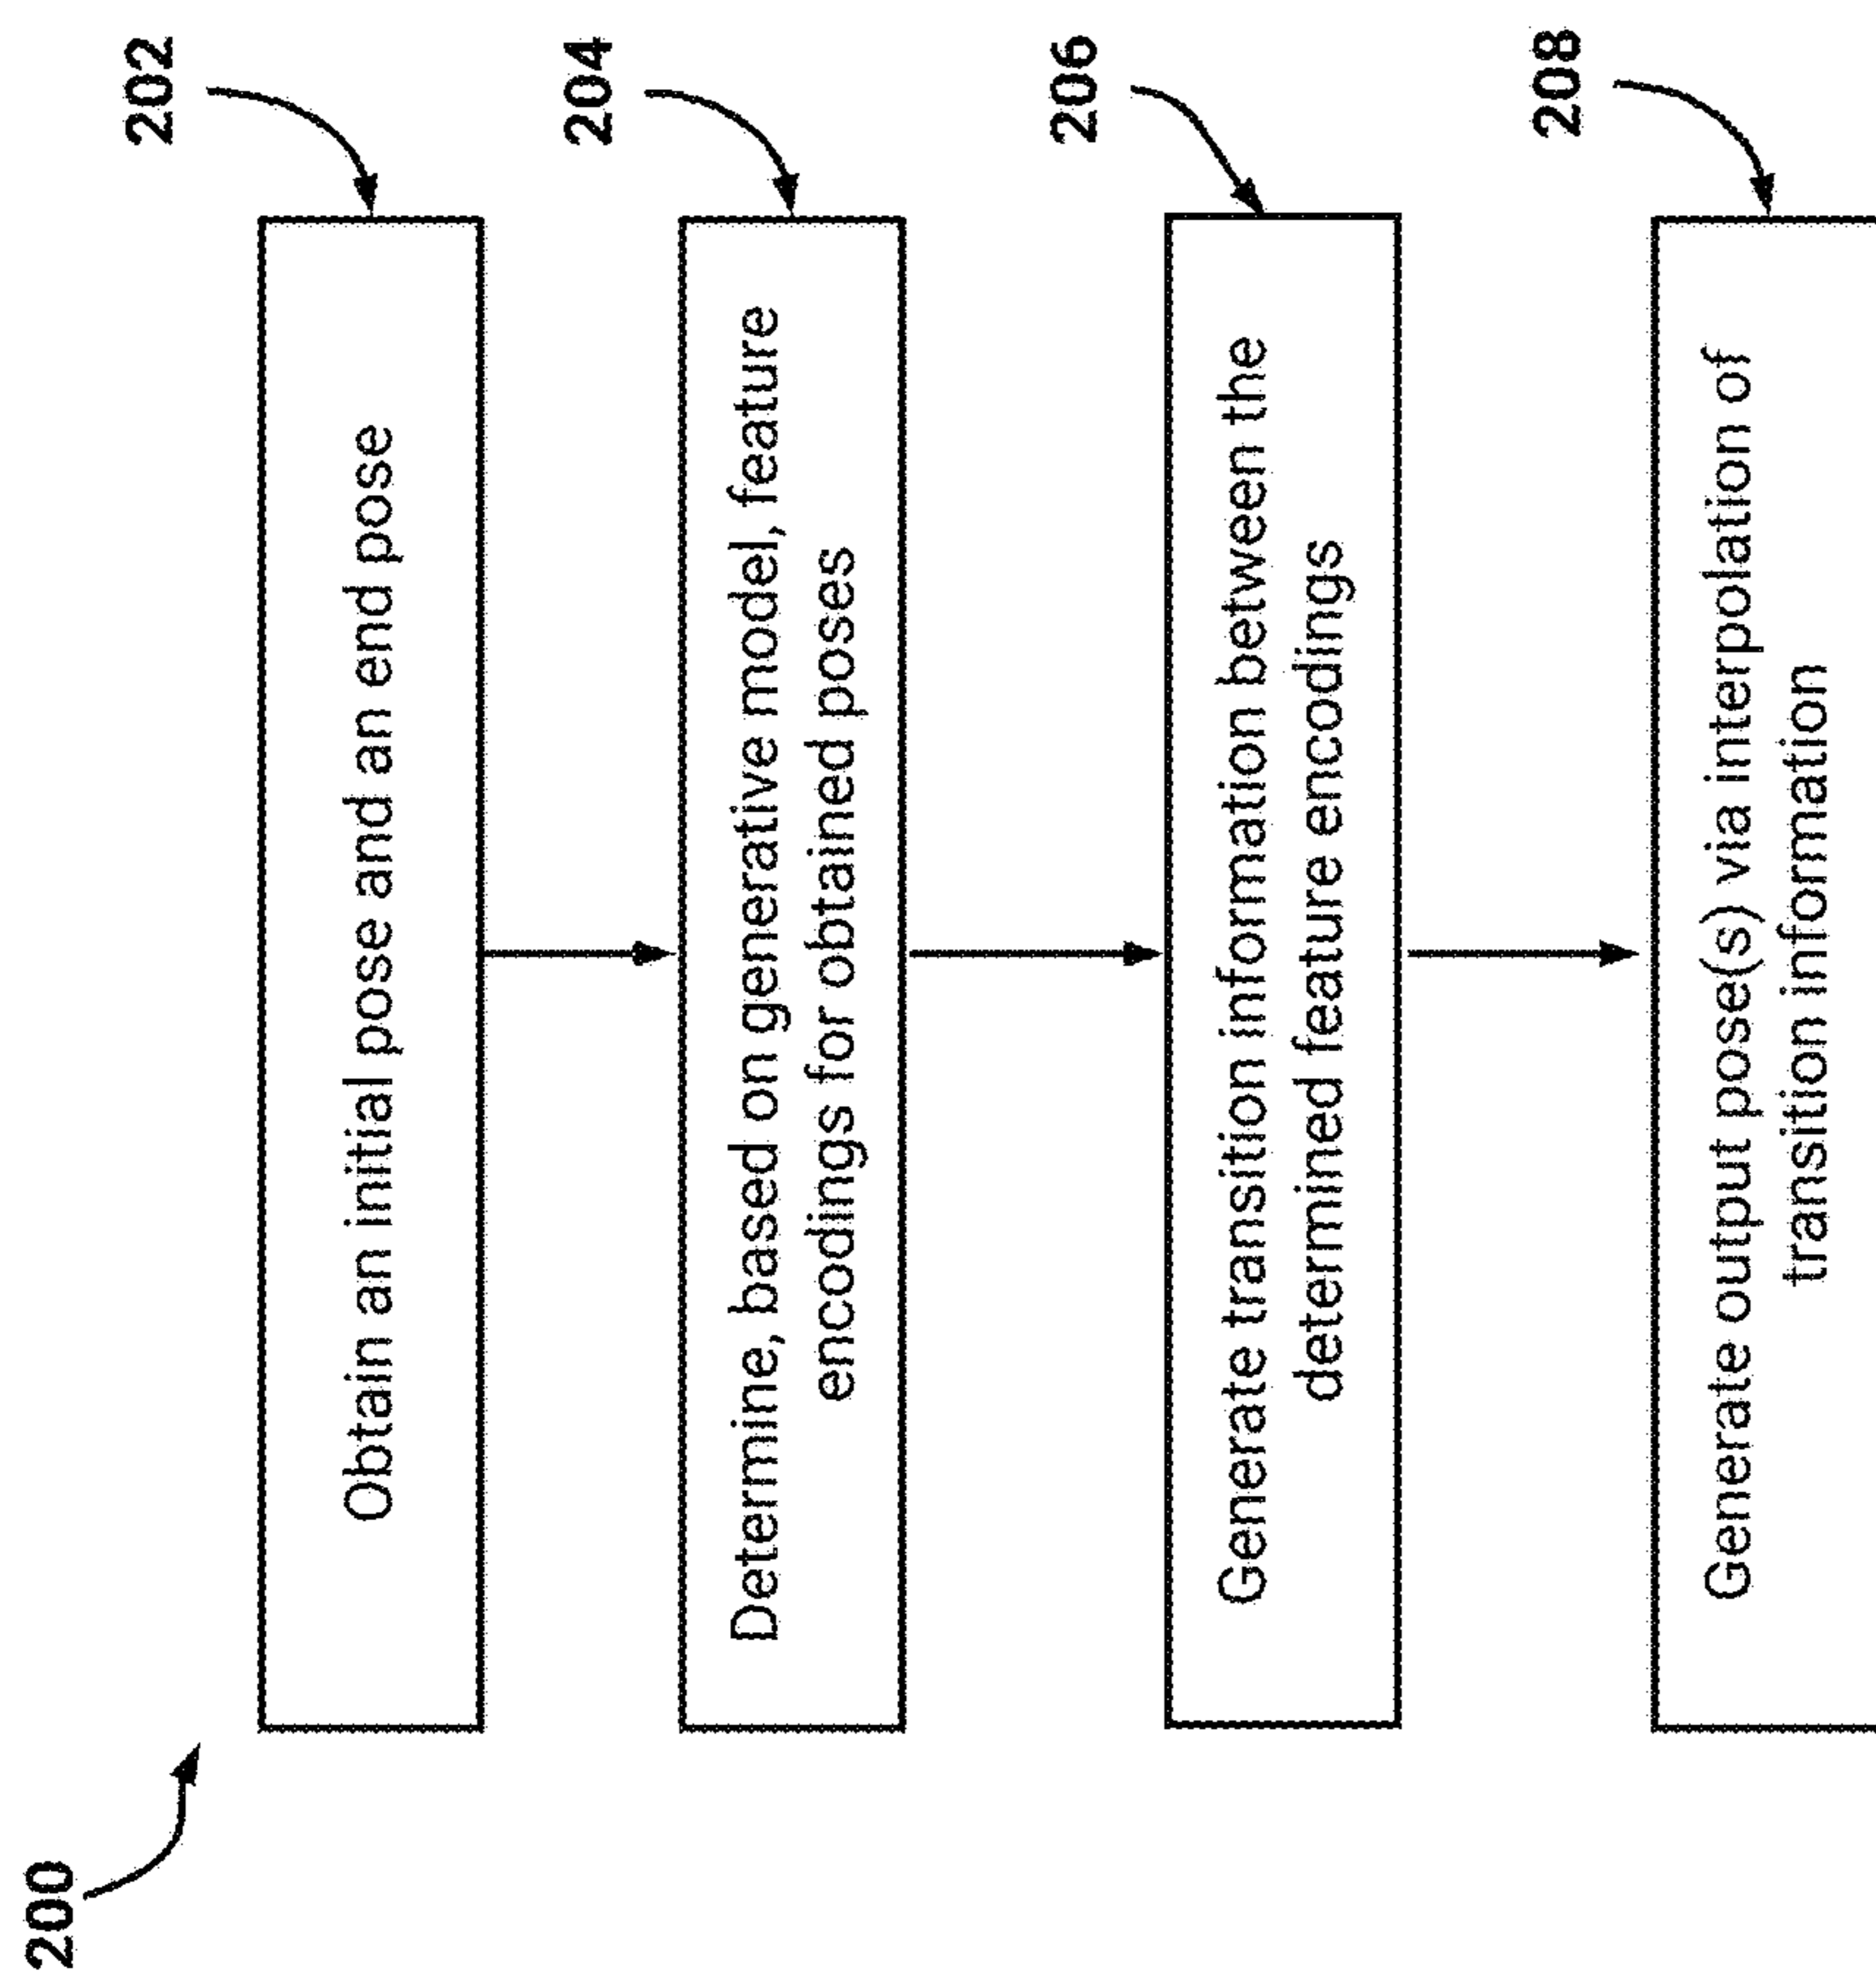 200
202
Obtain an initial pose and an end pose
204
Determine, based on generative model, feature
encodings for obtained poses
206
Generate transition information between the
determined feature encodings
208
Generate output pose(s) via interpolation of
transition information